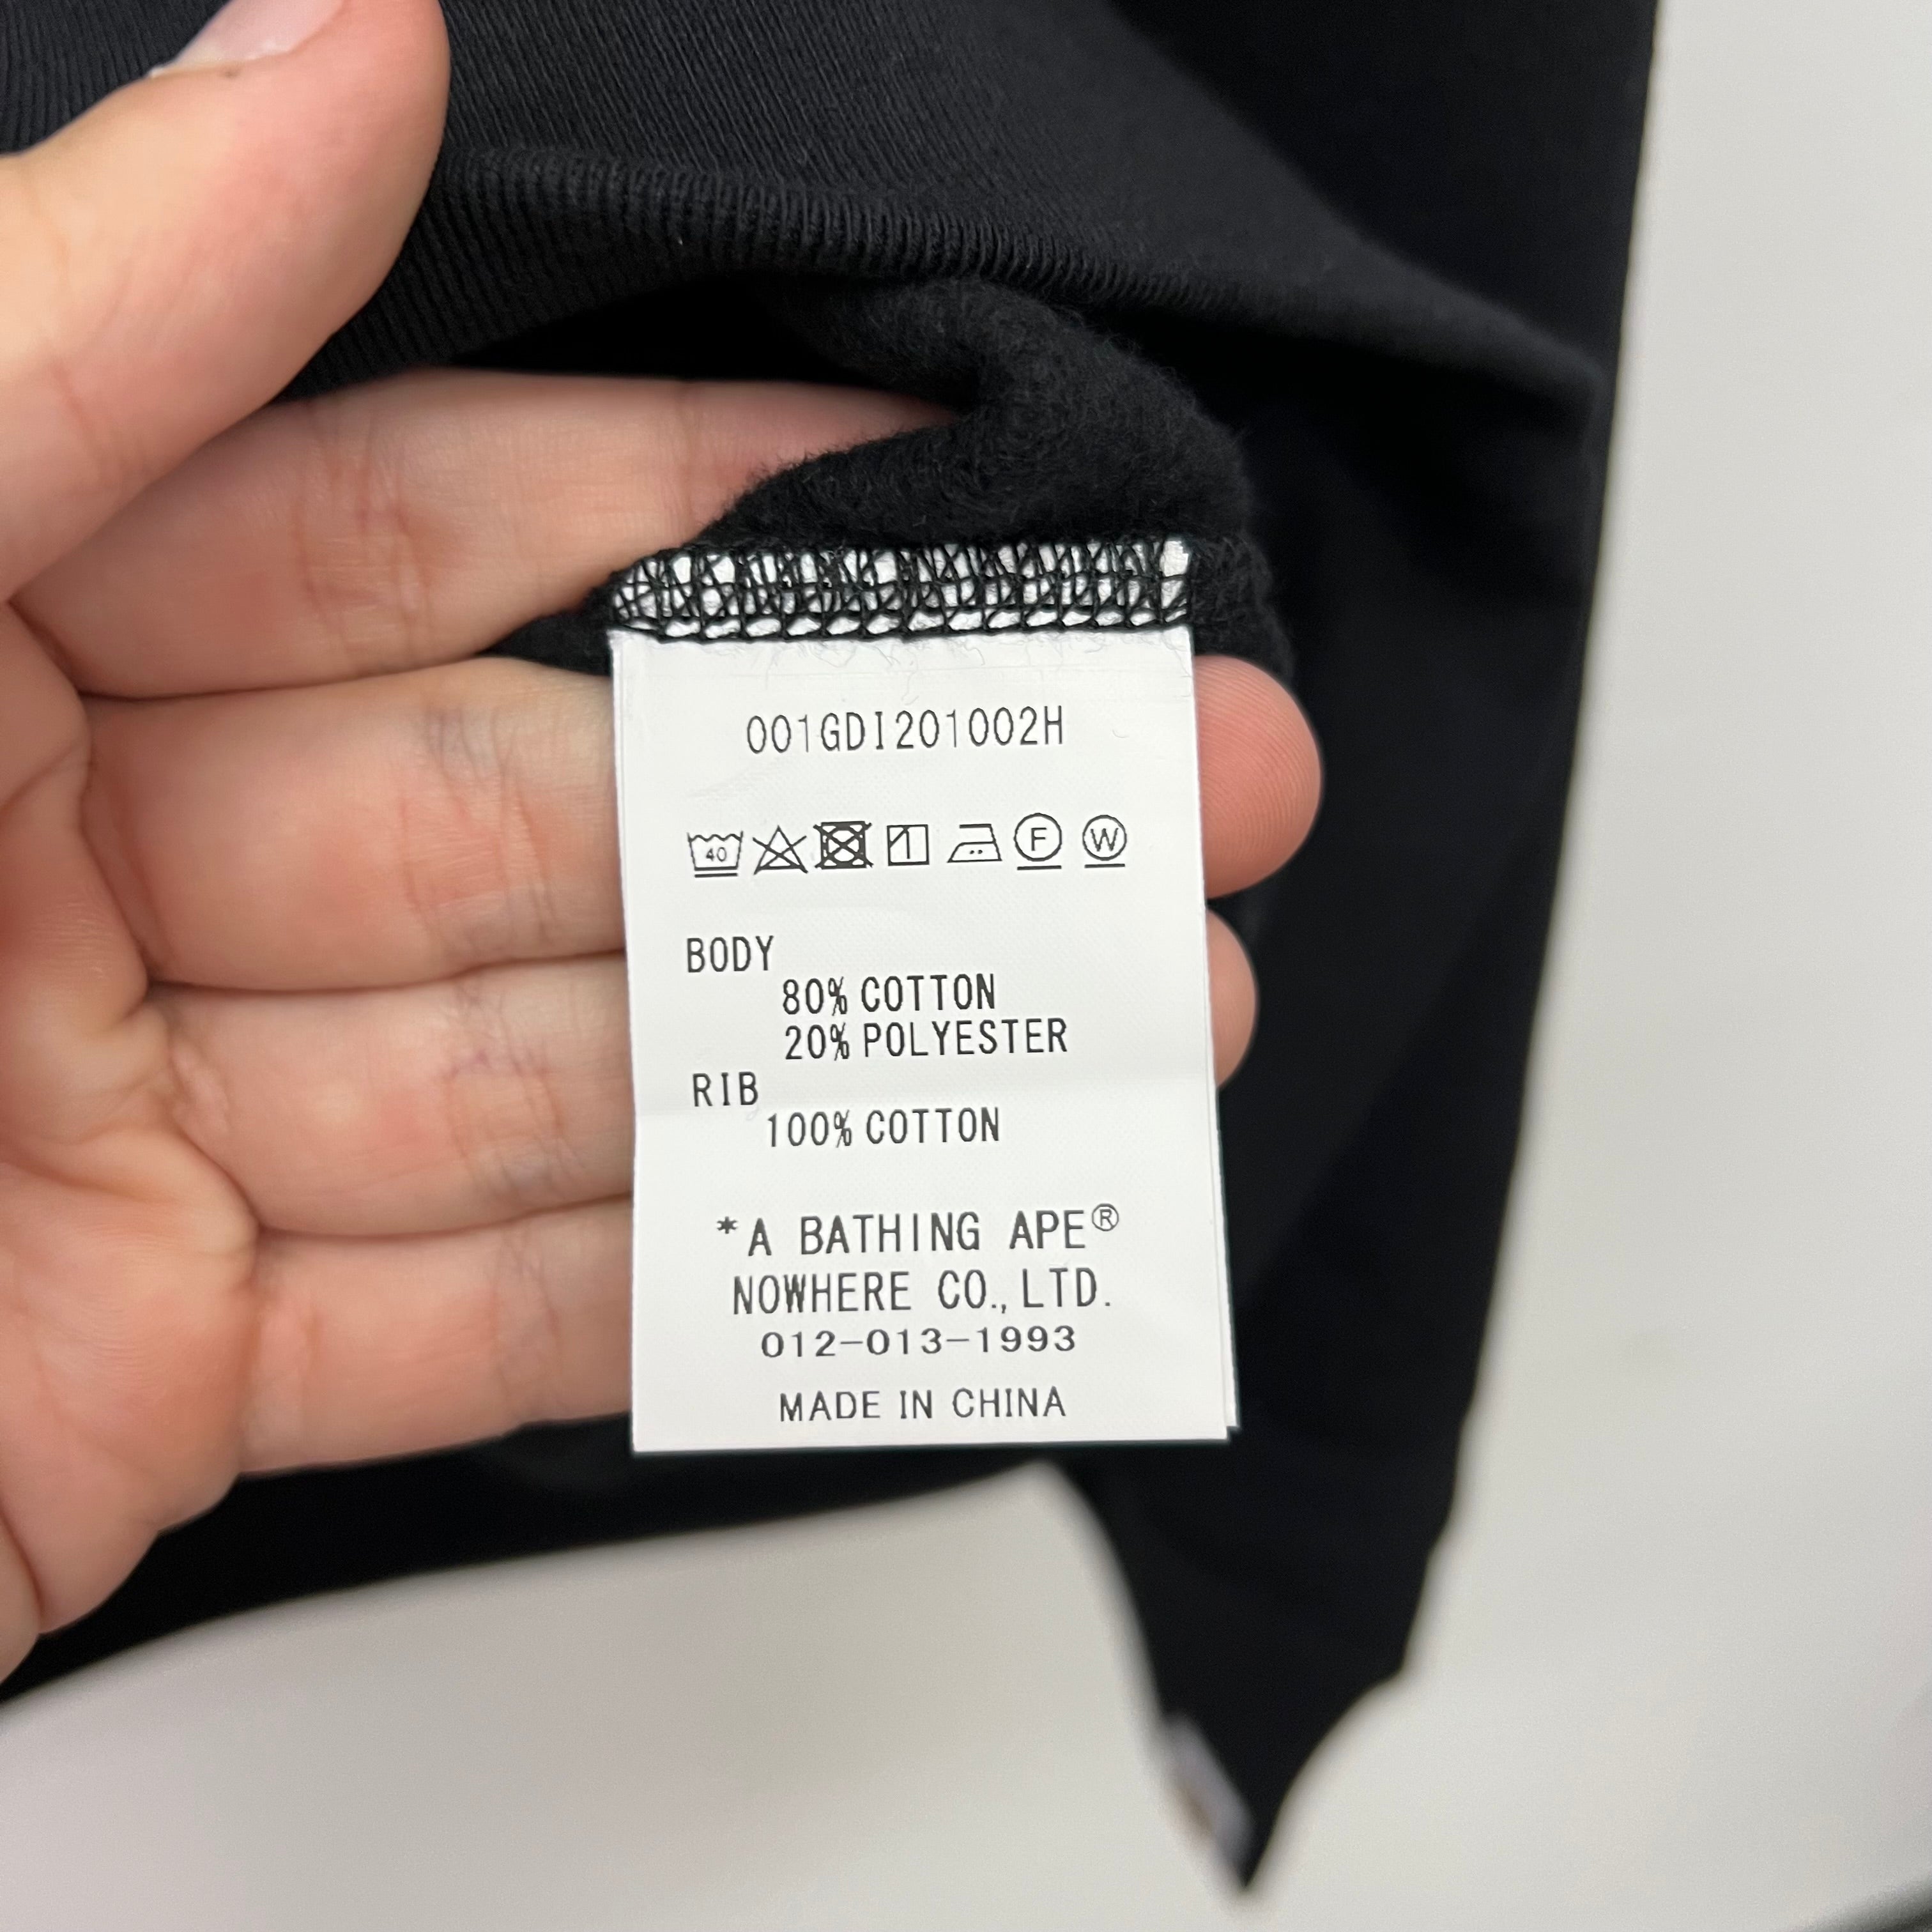 001GDI201002H
40 F W
BODY
80% COTTON
20% POLYESTER
RIB
100% COTTON
*A BATHING APE®
NOWHERE CO., LTD.
012-013-1993
MADE IN CHINA